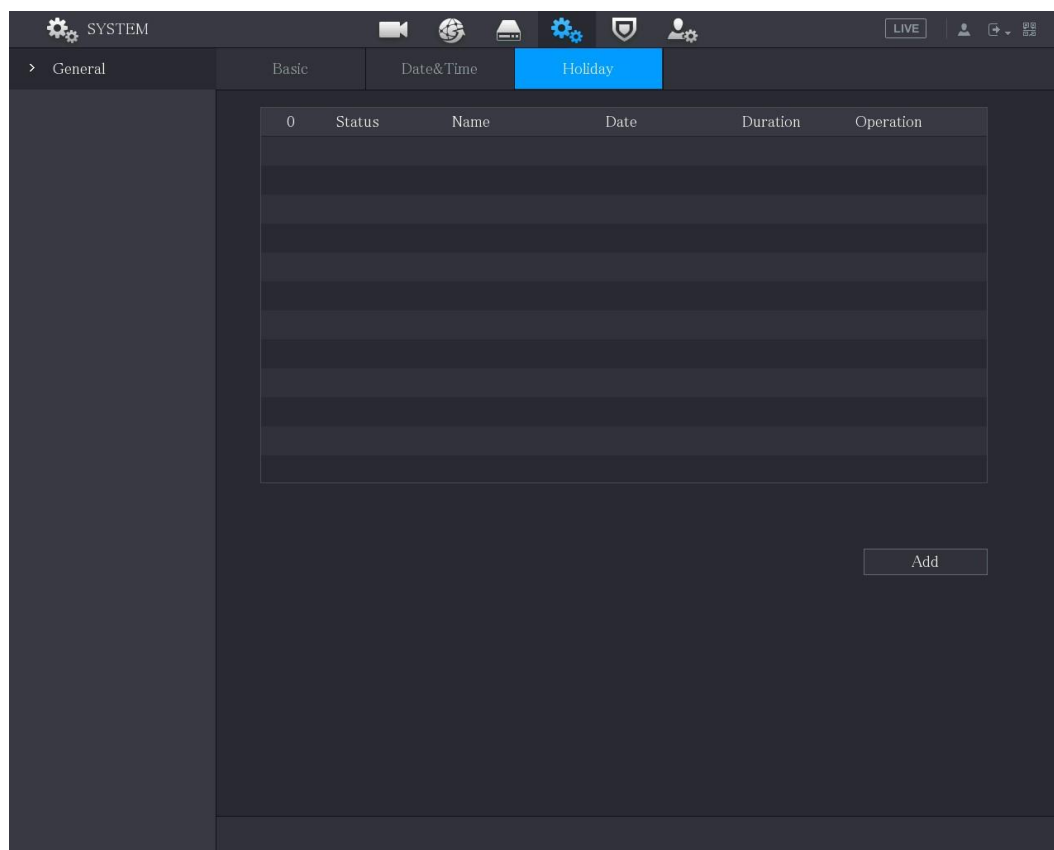 SYSTEM LIVE
General Basic Date&Time Holiday
0 Status Name Date Duration Operation
Add